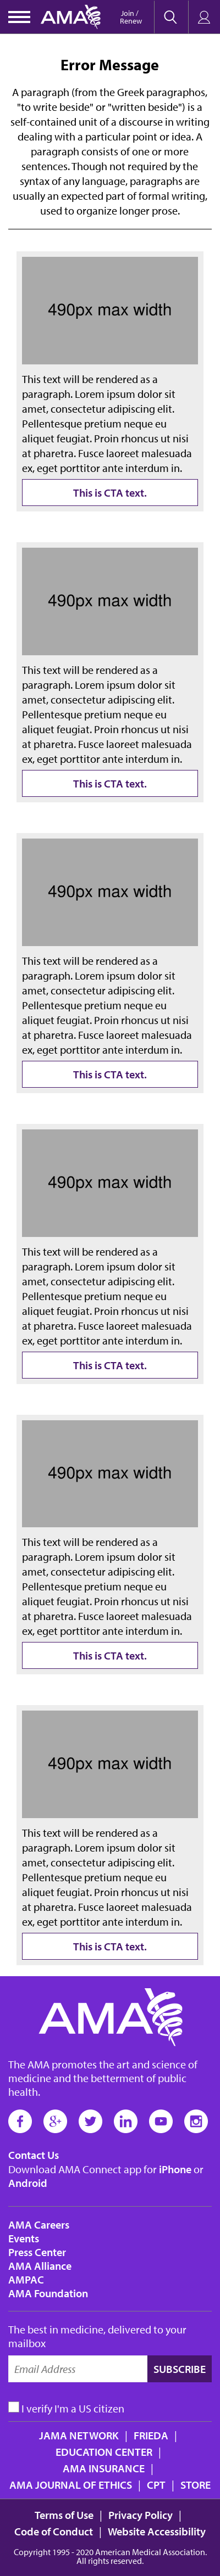 AMA
Join /
Renew
Error Message
A paragraph (from the Greek paragraphos,
"to write beside" or "written beside") is a
self-contained unit of a discourse in writing
dealing with a particular point or idea. A
paragraph consists of one or more
sentences. Though not required by the
syntax of any language, paragraphs are
usually an expected part of formal writing,
used to organize longer prose.
490px max width
This text will be rendered as a
paragraph. Lorem ipsum dolor sit
amet, consectetur adipiscing elit.
Pellentesque pretium neque eu
aliquet feugiat. Proin rhoncus ut nisi
at pharetra. Fusce laoreet malesuada
ex, eget porttitor ante interdum in.
This is CTA text.
490px max width
This text will be rendered as a
paragraph. Lorem ipsum dolor sit
amet, consectetur adipiscing elit.
Pellentesque pretium neque eu
aliquet feugiat. Proin rhoncus ut nisi
at pharetra. Fusce laoreet malesuada
ex, eget porttitor ante interdum in.
This is CTA text.
490px max width
This text will be rendered as a
paragraph. Lorem ipsum dolor sit
amet, consectetur adipiscing elit.
Pellentesque pretium neque eu
aliquet feugiat. Proin rhoncus ut nisi
at pharetra. Fusce laoreet malesuada
ex, eget porttitor ante interdum in.
This is CTA text.
490px max width
This text will be rendered as a
paragraph. Lorem ipsum dolor sit
amet, consectetur adipiscing elit.
Pellentesque pretium neque eu
aliquet feugiat. Proin rhoncus ut nisi
at pharetra. Fusce laoreet malesuada
ex, eget porttitor ante interdum in.
This is CTA text.
490px max width
This text will be rendered as a
paragraph. Lorem ipsum dolor sit
amet, consectetur adipiscing elit.
Pellentesque pretium neque eu
aliquet feugiat. Proin rhoncus ut nisi
at pharetra. Fusce laoreet malesuada
ex, eget porttitor ante interdum in.
This is CTA text.
490px max width
This text will be rendered as a
paragraph. Lorem ipsum dolor sit
amet, consectetur adipiscing elit.
Pellentesque pretium neque eu
aliquet feugiat. Proin rhoncus ut nisi
at pharetra. Fusce laoreet malesuada
ex, eget porttitor ante interdum in.
This is CTA text.
AMA
The AMA promotes the art and science of
medicine and the betterment of public
health.
Contact Us
Download AMA Connect app for iPhone or
Android
AMA Careers
Events
Press Center
AMA Alliance
AMPAC
AMA Foundation
The best in medicine, delivered to your
mailbox
Email Address SUBSCRIBE
I verify I'm a US citizen
JAMA NETWORK | FRIEDA |
EDUCATION CENTER |
AMA INSURANCE |
AMA JOURNAL OF ETHICS | CPT | STORE
Terms of Use | Privacy Policy |
Code of Conduct | Website Accessibility
Copyright 1995 - 2020 American Medical Association.
All rights reserved.